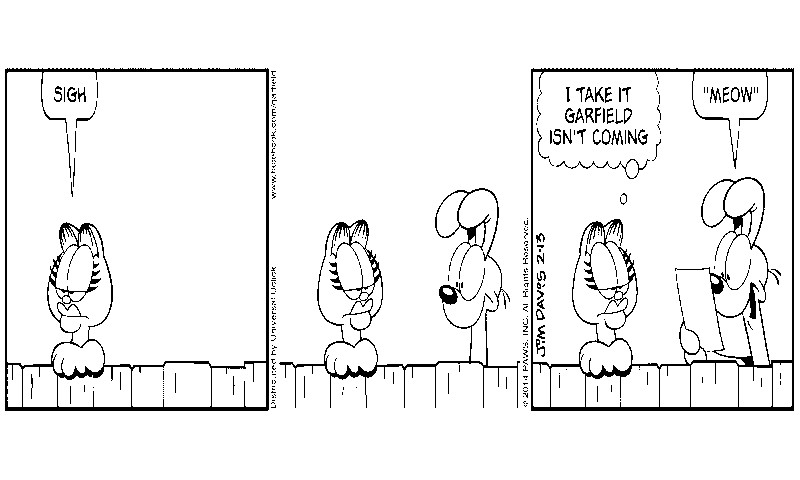 SIGH
www.facebook.com/garfield
Distributed by Universal Uclick
© 2014 PAWS, INC. All Rights Reserved.
JIM DAVIS 2·13
I TAKE IT
GARFIELD
ISN'T COMING
"MEOW"